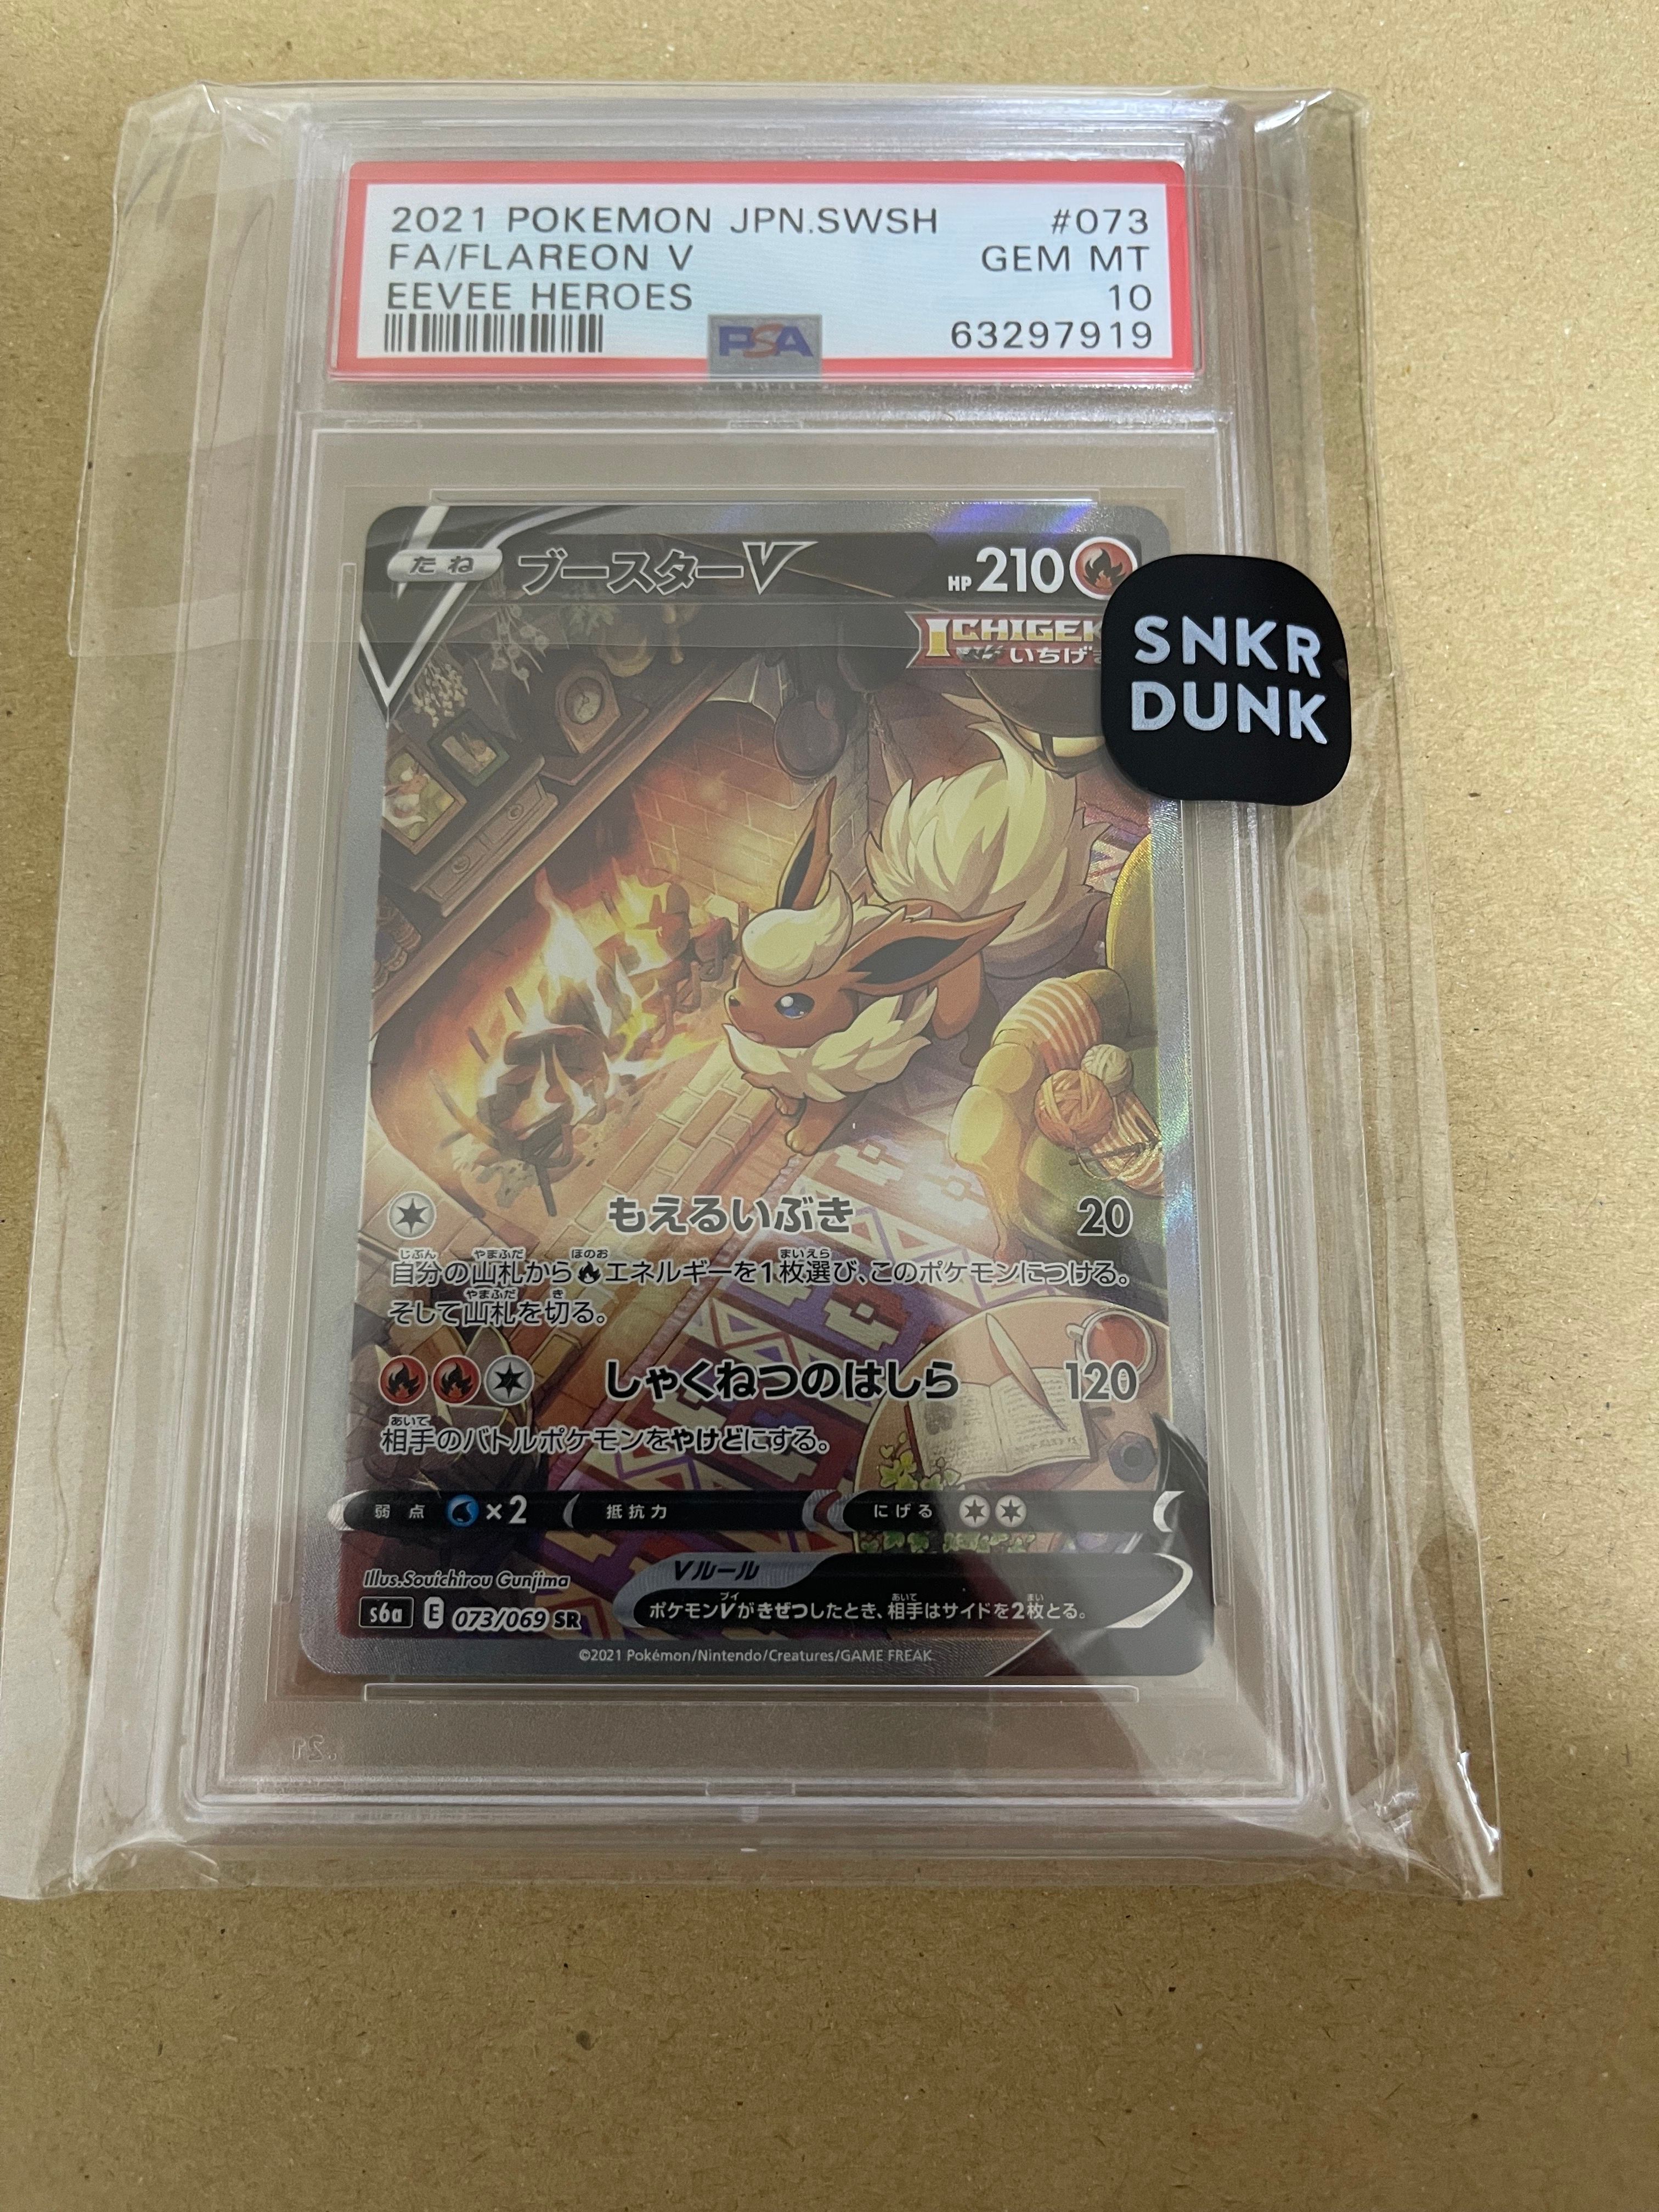 2021 POKEMON JPN.SWSH #073
FA/FLAREON V GEM MT
EEVEE HEROES 10
PSA 63297919
たね ブースターV HP 210
ICHIGEK
いちげ
SNKR
DUNK
もえるいぶき 20
自分の山札からエネルギーを1枚選び、このポケモンにつける。
そして山札を切る。
しゃくねつのはしら 120
相手のバトルポケモンをやけどにする。
弱点 ×2 抵抗力 にげる
Illus.Souichirou Gunjima
Vルール
s6a E 073/069 SR
ポケモンVがきぜつしたとき、相手はサイドを2枚とる。
©2021 Pokémon/Nintendo/Creatures/GAME FREAK